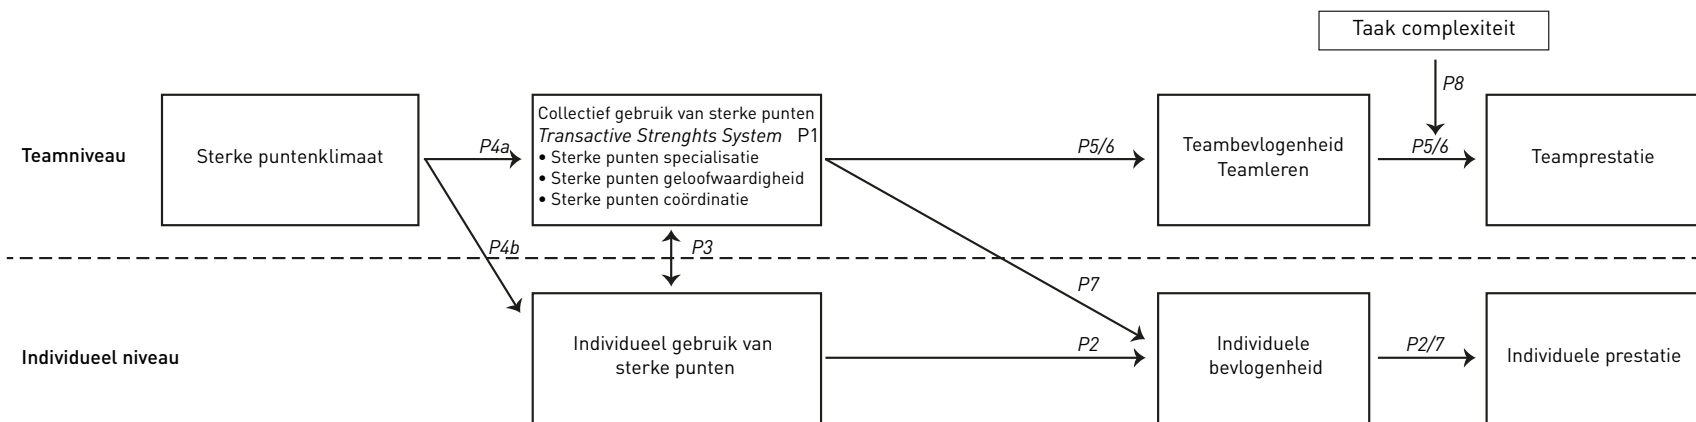 Taak complexiteit
P8
Teamniveau
Sterke puntenklimaat
P4a
Collectief gebruik van sterke punten
Transactive Strenghts System P1
• Sterke punten specialisatie
• Sterke punten geloofwaardigheid
• Sterke punten coördinatie
P5/6
Teambevlogenheid
Teamleren
P5/6
Teamprestatie
P4b
P3
P7
Individueel niveau
Individueel gebruik van
sterke punten
P2
Individuele
bevlogenheid
P2/7
Individuele prestatie